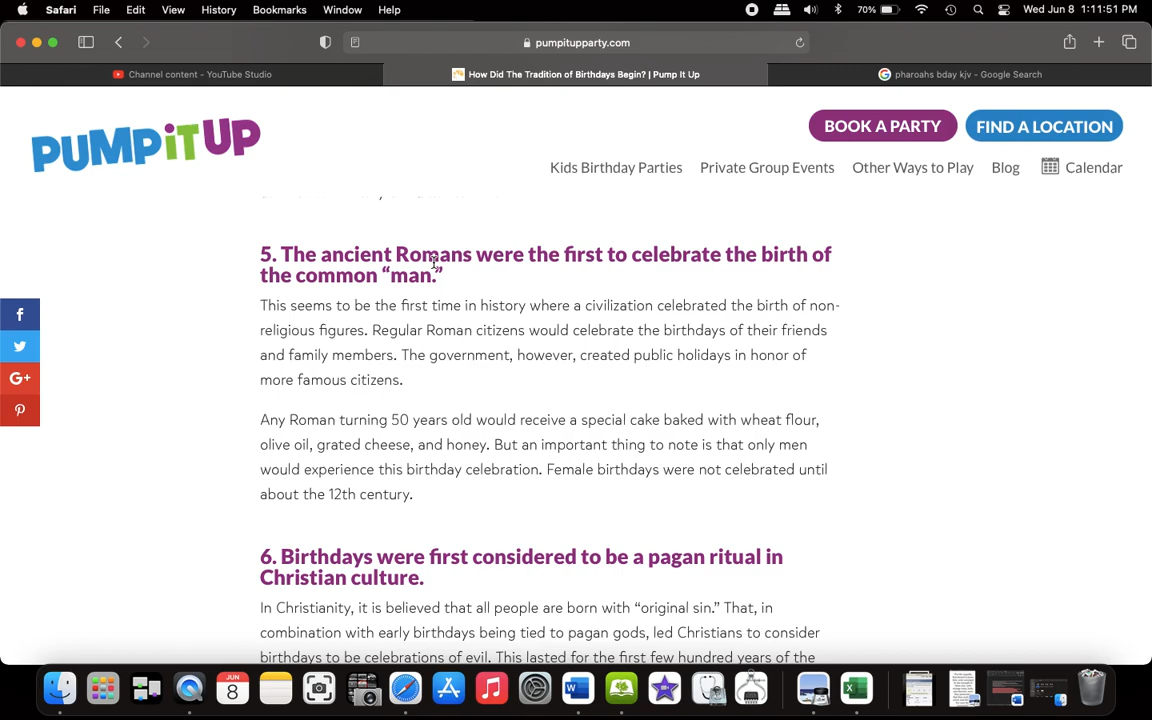 Safari File Edit View History Bookmarks Window Help 70% Wed Jun 8 1:11:51 PM
pumpitupparty.com
Channel content - YouTube Studio How Did The Tradition of Birthdays Begin? | Pump It Up pharoahs bday kjv - Google Search
PUMP iT UP
BOOK A PARTY FIND A LOCATION
Kids Birthday Parties Private Group Events Other Ways to Play Blog Calendar
5. The ancient Romans were the first to celebrate the birth of
the common “man.”
This seems to be the first time in history where a civilization celebrated the birth of non-
religious figures. Regular Roman citizens would celebrate the birthdays of their friends
and family members. The government, however, created public holidays in honor of
more famous citizens.
Any Roman turning 50 years old would receive a special cake baked with wheat flour,
olive oil, grated cheese, and honey. But an important thing to note is that only men
would experience this birthday celebration. Female birthdays were not celebrated until
about the 12th century.
6. Birthdays were first considered to be a pagan ritual in
Christian culture.
In Christianity, it is believed that all people are born with “original sin.” That, in
combination with early birthdays being tied to pagan gods, led Christians to consider
birthdays to be celebrations of evil. This lasted for the first few hundred years of the
JUN
8